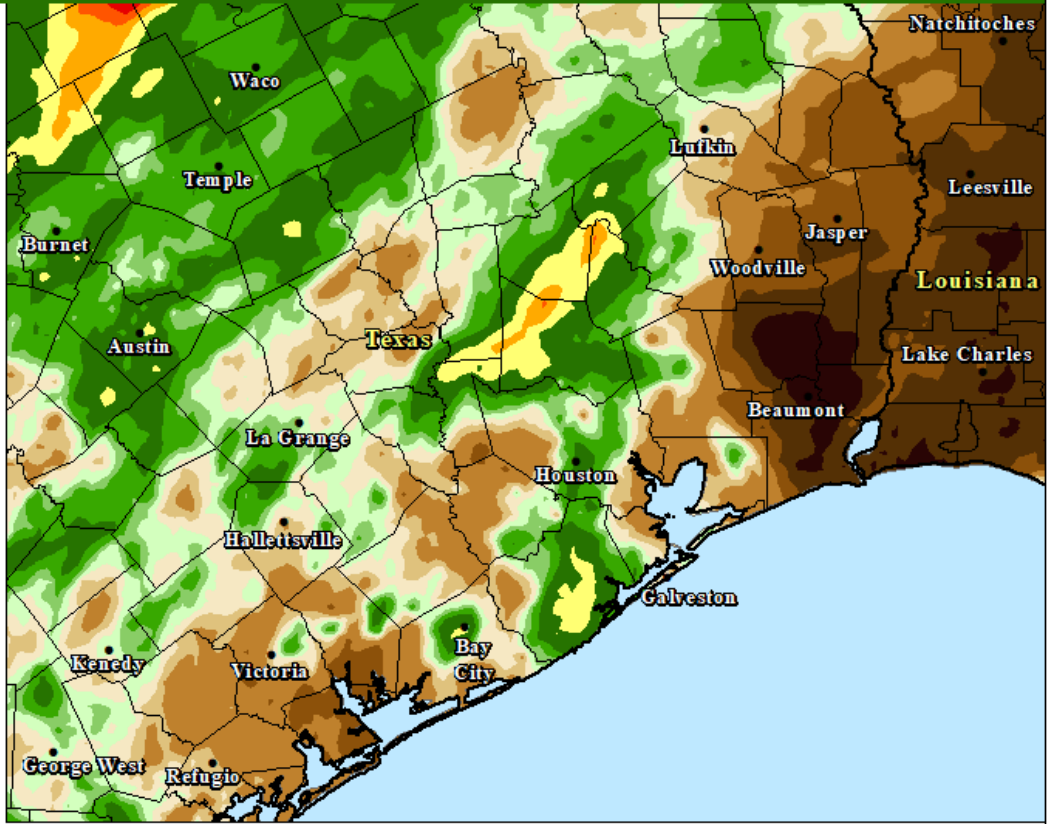 Natchitoches
Waco
Lufkin
Temple
Leesville
Burnet
Jasper
Woodville
Louisiana
Texas
Austin
Lake Charles
Beaumont
La Grange
Houston
Hallettsville
Galveston
Bay
City
Kenedy
Victoria
George West
Refugio